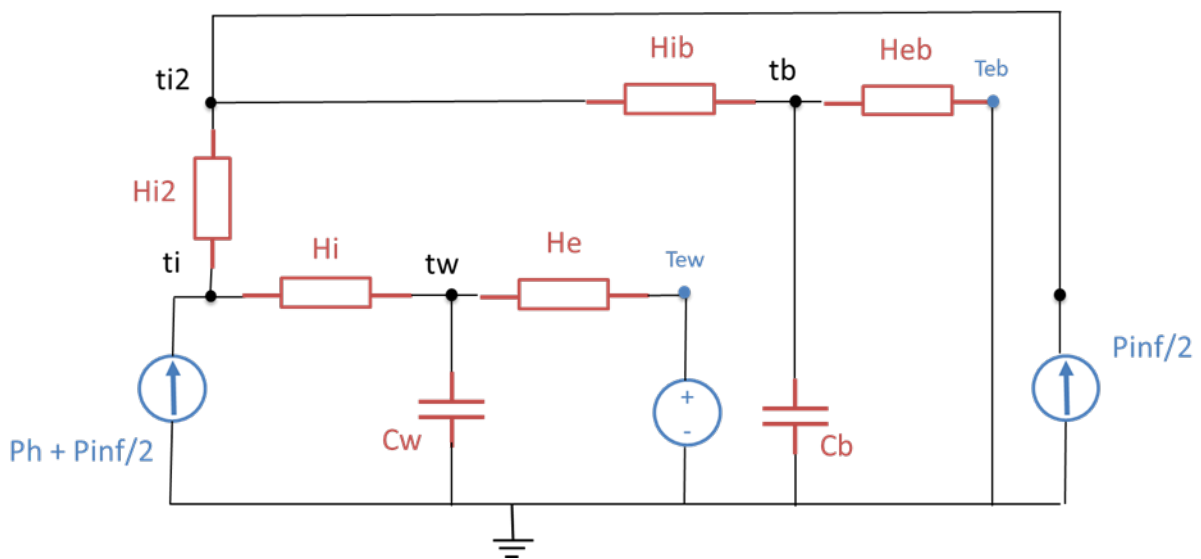 Hib
Heb
ti2
tb
Teb
Hi2
ti
Hi
tw
He
Tew
Pinf/2
+
-
Ph + Pinf/2
Cw
Cb